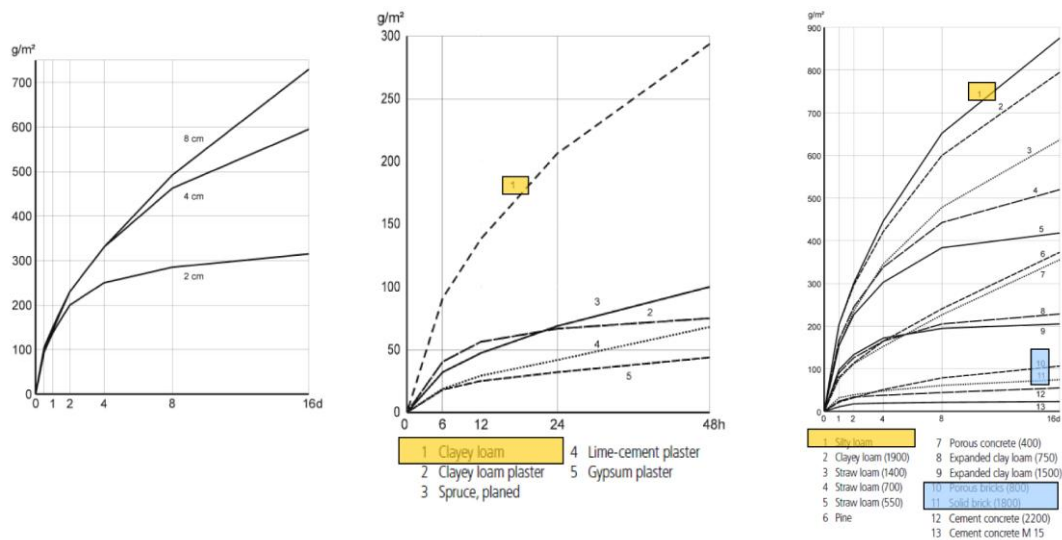 g/m²
700
600
500
400
300
200
100
0
8 cm
4 cm
2 cm
0 1 2 4 8 16d
g/m²
300
250
200
150
100
50
0
1
3
2
4
5
0 6 12 24 48h
1 Clayey loam
2 Clayey loam plaster
3 Spruce, planed
4 Lime-cement plaster
5 Gypsum plaster
g/m²
900
800
700
600
500
400
300
200
100
0
1
2
3
4
5
6
7
8
9
10
11
12
13
0 1 2 4 8 16d
1 Silty loam
2 Clayey loam (1900)
3 Straw loam (1400)
4 Straw loam (700)
5 Straw loam (550)
6 Pine
7 Porous concrete (400)
8 Expanded clay loam (750)
9 Expanded clay loam (1500)
10 Porous bricks (800)
11 Solid brick (1800)
12 Cement concrete (2200)
13 Cement concrete M 15